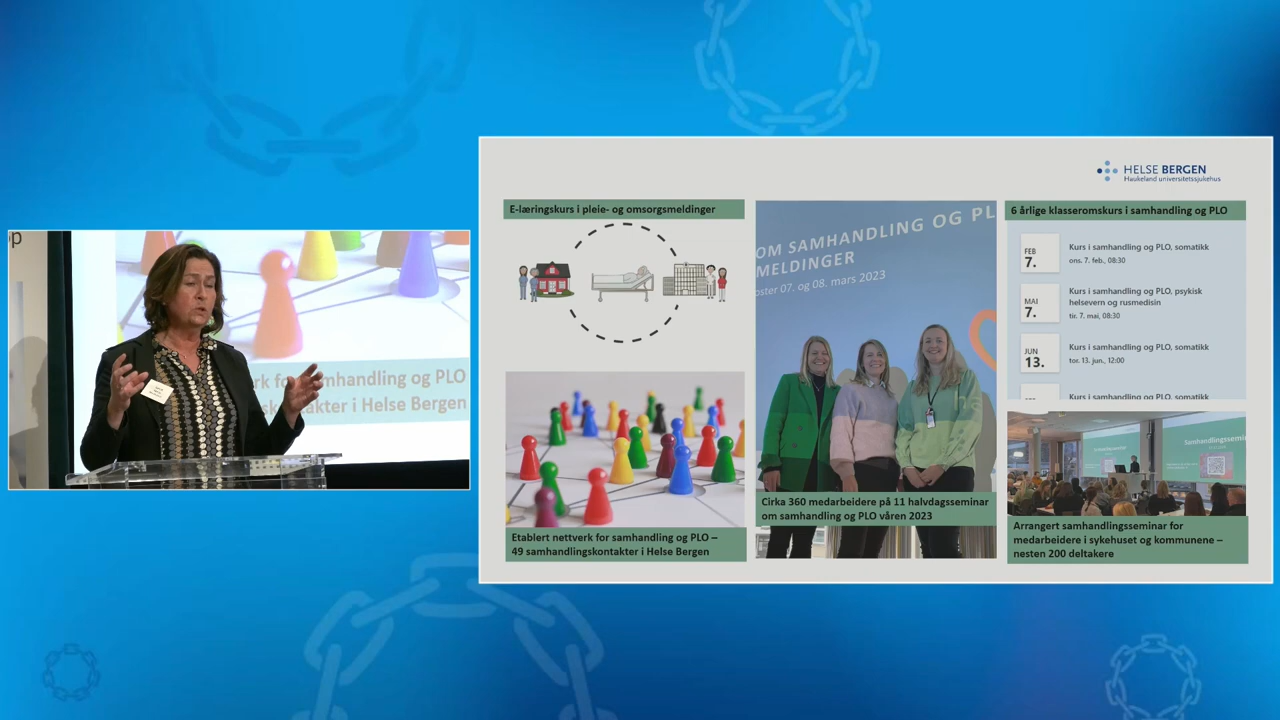 op
rk for samhandling og PLO
kontakter i Helse Bergen
HELSE BERGEN
Haukeland universitetssjukehus
E-læringskurs i pleie- og omsorgsmeldinger
Etablert nettverk for samhandling og PLO –
49 samhandlingskontakter i Helse Bergen
OM SAMHANDLING OG PL
MELDINGER
oster 07. og 08. mars 2023
Cirka 360 medarbeidere på 11 halvdagsseminar
om samhandling og PLO våren 2023
6 årlige klasseromskurs i samhandling og PLO
FEB
7.
Kurs i samhandling og PLO, somatikk
ons. 7. feb., 08:30
MAI
7.
Kurs i samhandling og PLO, psykisk
helsevern og rusmedisin
tir. 7. mai, 08:30
JUN
13.
Kurs i samhandling og PLO, somatikk
tor. 13. jun., 12:00
Kurs i samhandling og PLO, somatikk
Samhandlingssemin
Arrangert samhandlingsseminar for
medarbeidere i sykehuset og kommunene –
nesten 200 deltakere